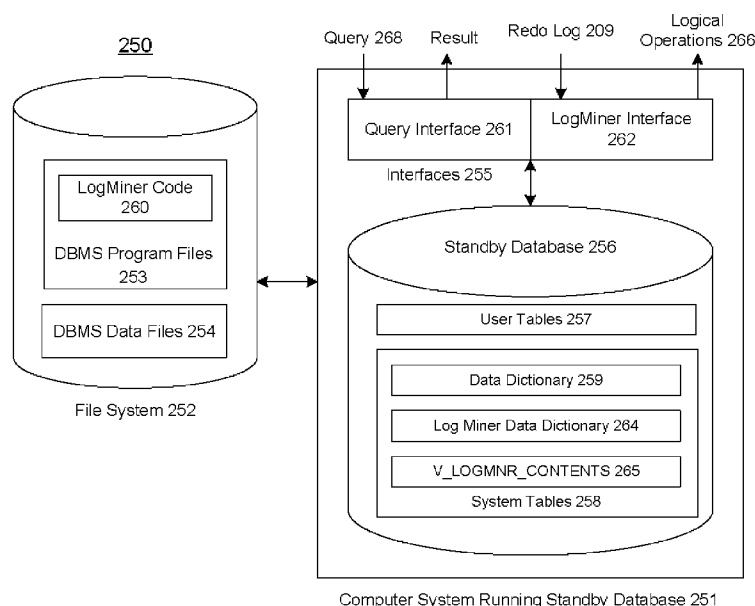 250
Query 268
Result
Redo Log 209
Logical
Operations 266
Query Interface 261
LogMiner Interface
262
Interfaces 255
LogMiner Code
260
DBMS Program Files
253
DBMS Data Files 254
File System 252
Standby Database 256
User Tables 257
Data Dictionary 259
Log Miner Data Dictionary 264
V_LOGMNR_CONTENTS 265
System Tables 258
Computer System Running Standby Database 251